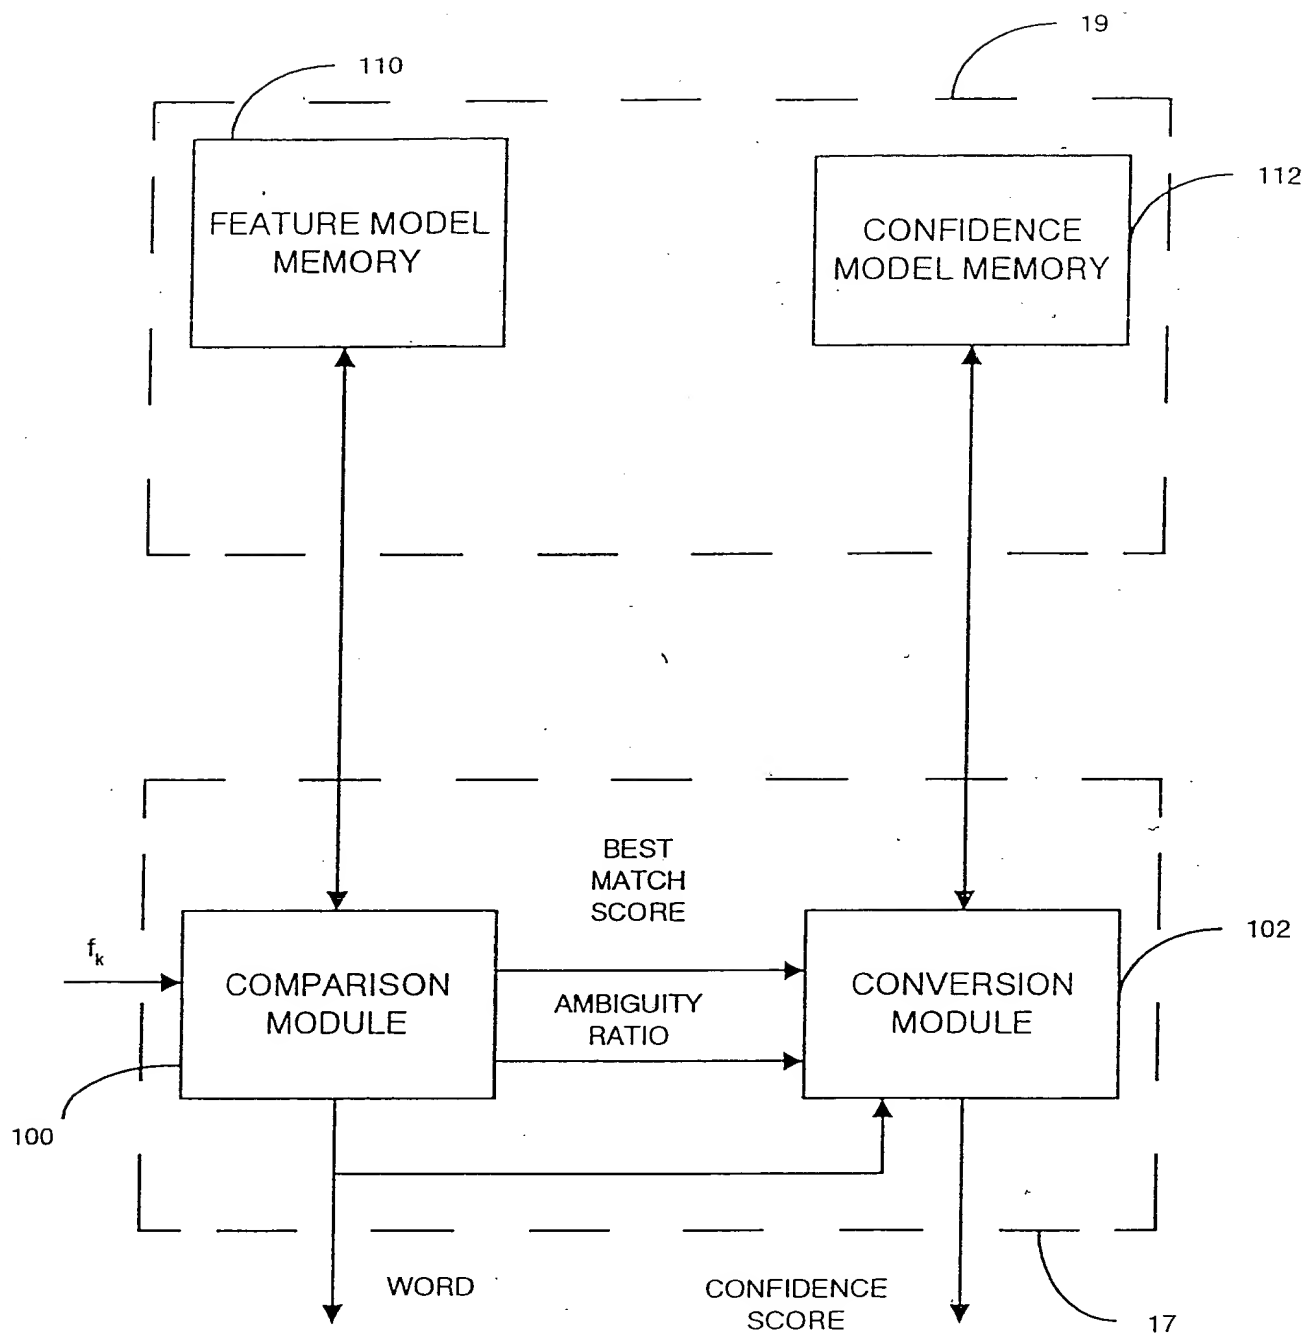 19
110
FEATURE MODEL
MEMORY
112
CONFIDENCE
MODEL MEMORY
BEST
MATCH
SCORE
f_k
COMPARISON
MODULE
AMBIGUITY
RATIO
CONVERSION
MODULE
102
100
WORD
CONFIDENCE
SCORE
17